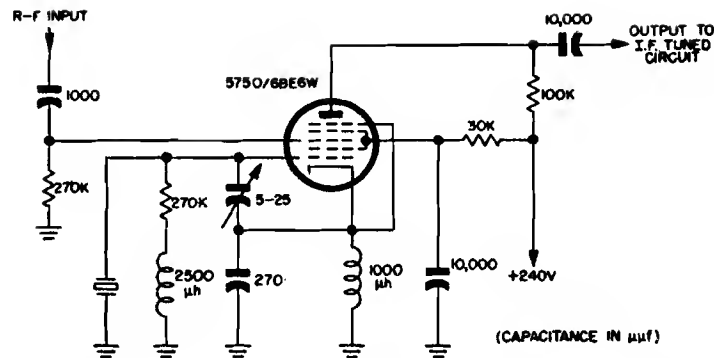 R-F INPUT
1000
270K
5750/6BE6W
10,000
OUTPUT TO
I.F. TUNED
CIRCUIT
100K
30K
270K
5-25
2500
μh
270
1000
μh
10,000
+240V
(CAPACITANCE IN μμf)